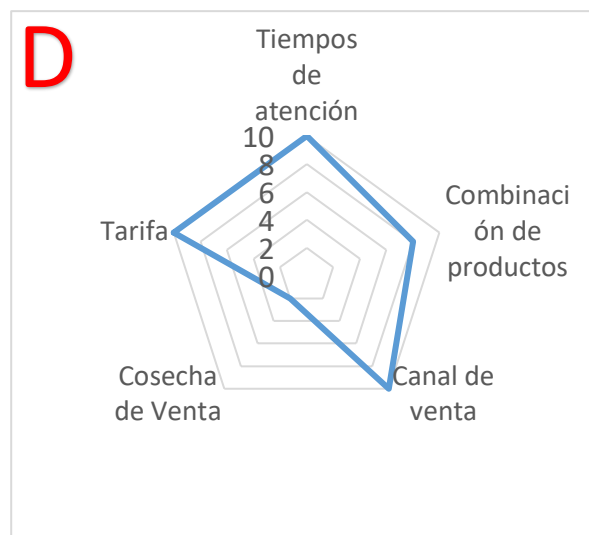 D
Tiempos
de
atención
10
8
6
4
2
0
Combinaci
ón de
productos
Canal de
venta
Cosecha
de Venta
Tarifa